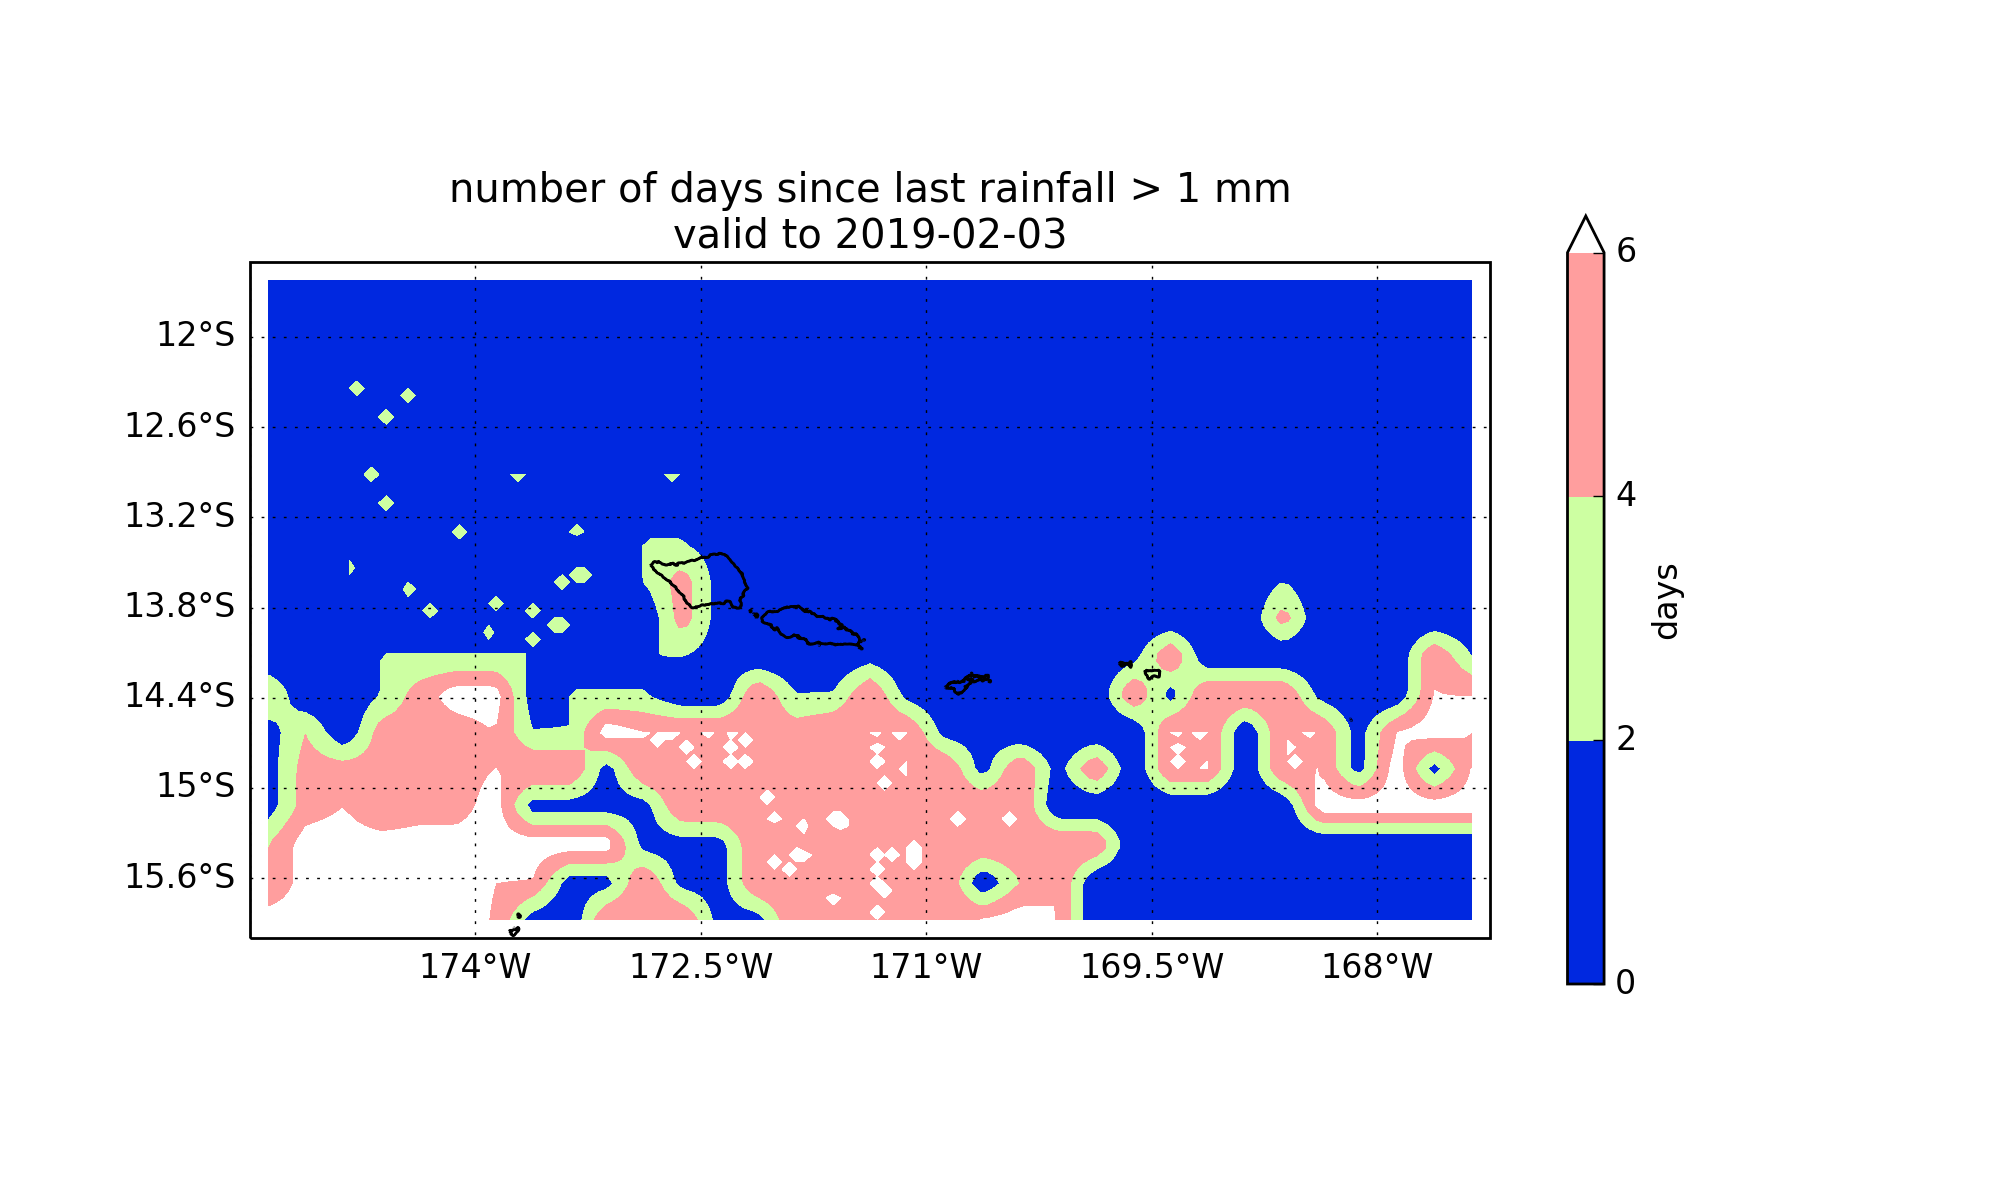 number of days since last rainfall > 1 mm
valid to 2019-02-03
12°S
12.6°S
13.2°S
13.8°S
14.4°S
15°S
15.6°S
174°W
172.5°W
171°W
169.5°W
168°W
6
4
2
0
days